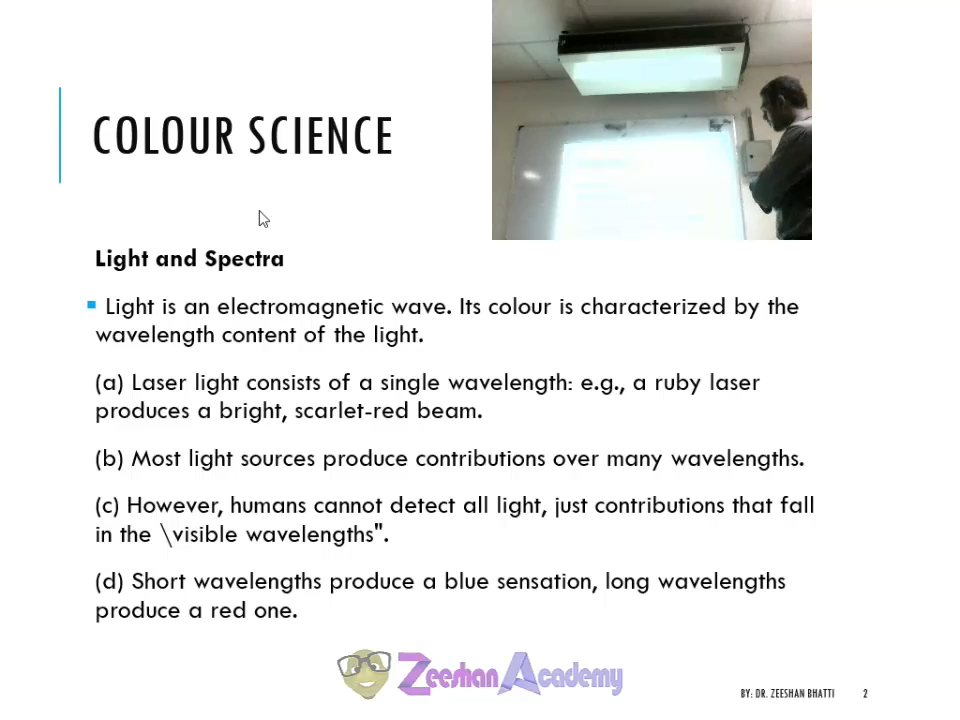 COLOUR SCIENCE
Light and Spectra
Light is an electromagnetic wave. Its colour is characterized by the
wavelength content of the light.
(a) Laser light consists of a single wavelength: e.g., a ruby laser
produces a bright, scarlet-red beam.
(b) Most light sources produce contributions over many wavelengths.
(c) However, humans cannot detect all light, just contributions that fall
in the \visible wavelengths".
(d) Short wavelengths produce a blue sensation, long wavelengths
produce a red one.
Zeeshan Academy
BY: DR. ZEESHAN BHATTI 2